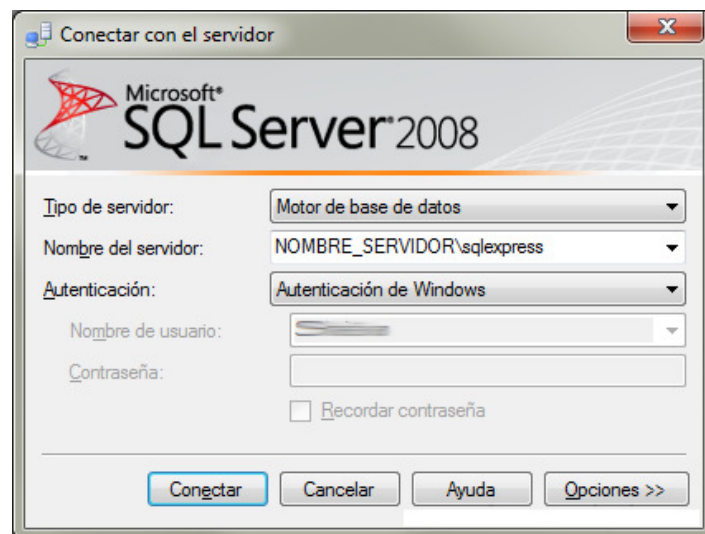 Conectar con el servidor
Microsoft®
SQL Server® 2008
Tipo de servidor: Motor de base de datos
Nombre del servidor: NOMBRE_SERVIDOR\sqlexpress
Autenticación: Autenticación de Windows
Nombre de usuario:
Contraseña:
Recordar contraseña
Conectar Cancelar Ayuda Opciones >>